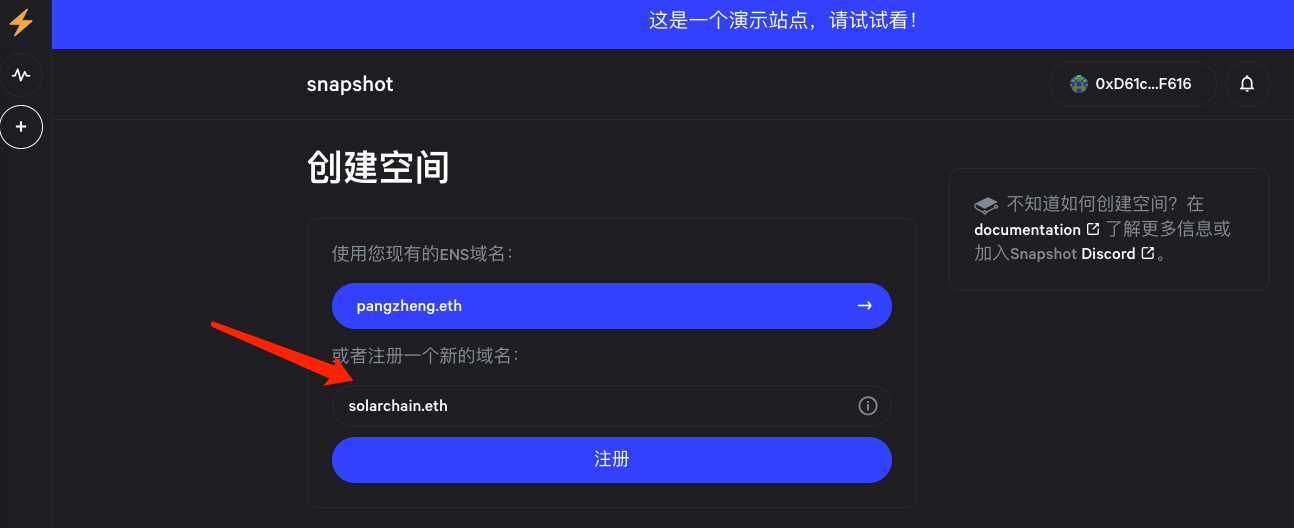 这是一个演示站点，请试试看！
snapshot
0xD61c...F616
创建空间
使用您现有的ENS域名：
pangzheng.eth
或者注册一个新的域名：
solarchain.eth
注册
不知道如何创建空间？在
documentation 了解更多信息或
加入Snapshot Discord 。